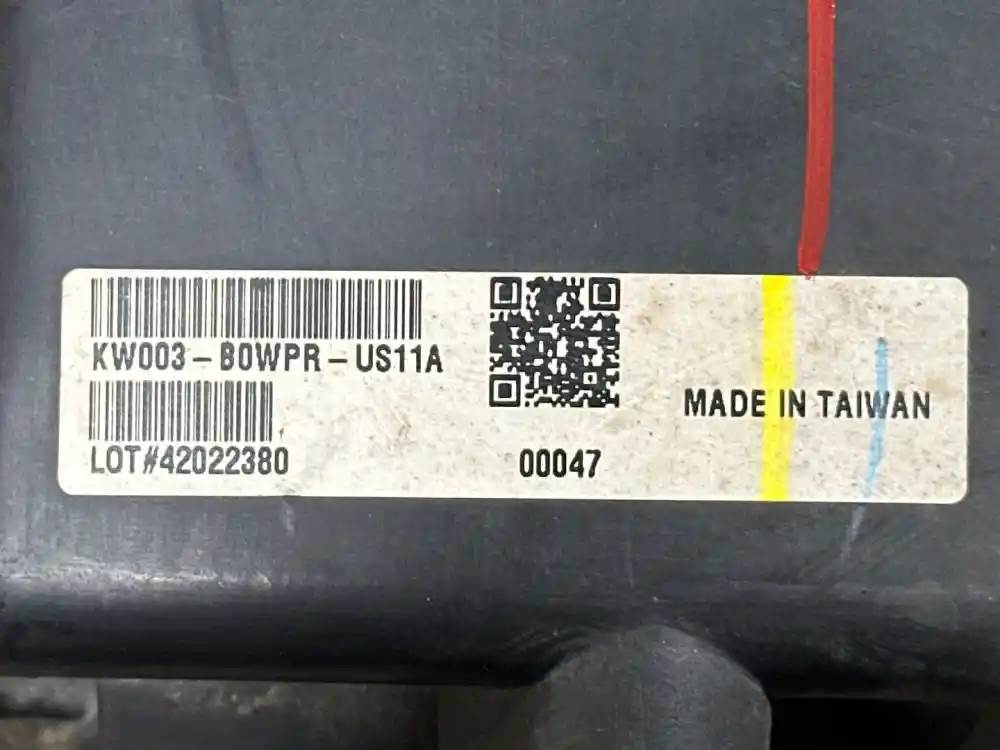 KW003-B0WPR-US11A
LOT#42022380
00047
MADE IN TAIWAN